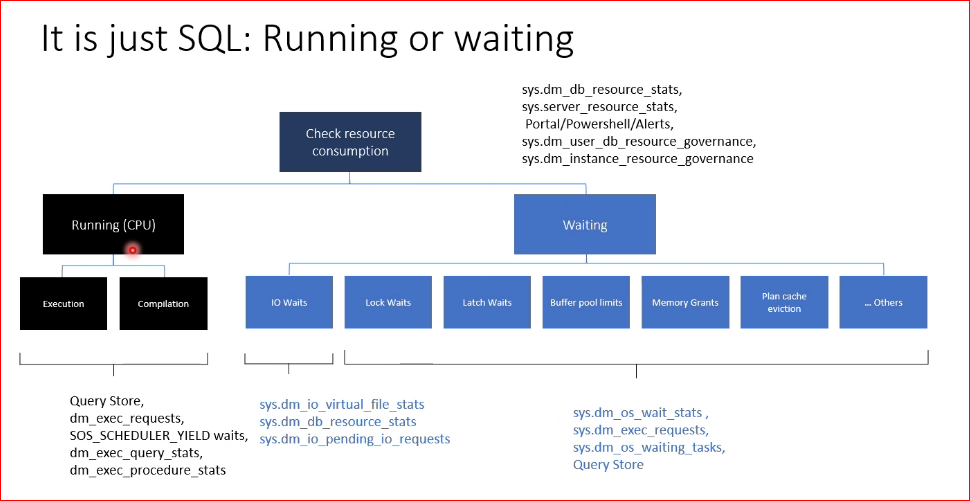 It is just SQL: Running or waiting
sys.dm_db_resource_stats,
sys.server_resource_stats,
Portal/Powershell/Alerts,
sys.dm_user_db_resource_governance,
sys.dm_instance_resource_governance
Check resource
consumption
Running (CPU)
Waiting
Execution
Compilation
IO Waits
Lock Waits
Latch Waits
Buffer pool limits
Memory Grants
Plan cache
eviction
... Others
Query Store,
dm_exec_requests,
SOS_SCHEDULER_YIELD waits,
dm_exec_query_stats,
dm_exec_procedure_stats
sys.dm_io_virtual_file_stats
sys.dm_db_resource_stats
sys.dm_io_pending_io_requests
sys.dm_os_wait_stats ,
sys.dm_exec_requests,
sys.dm_os_waiting_tasks,
Query Store